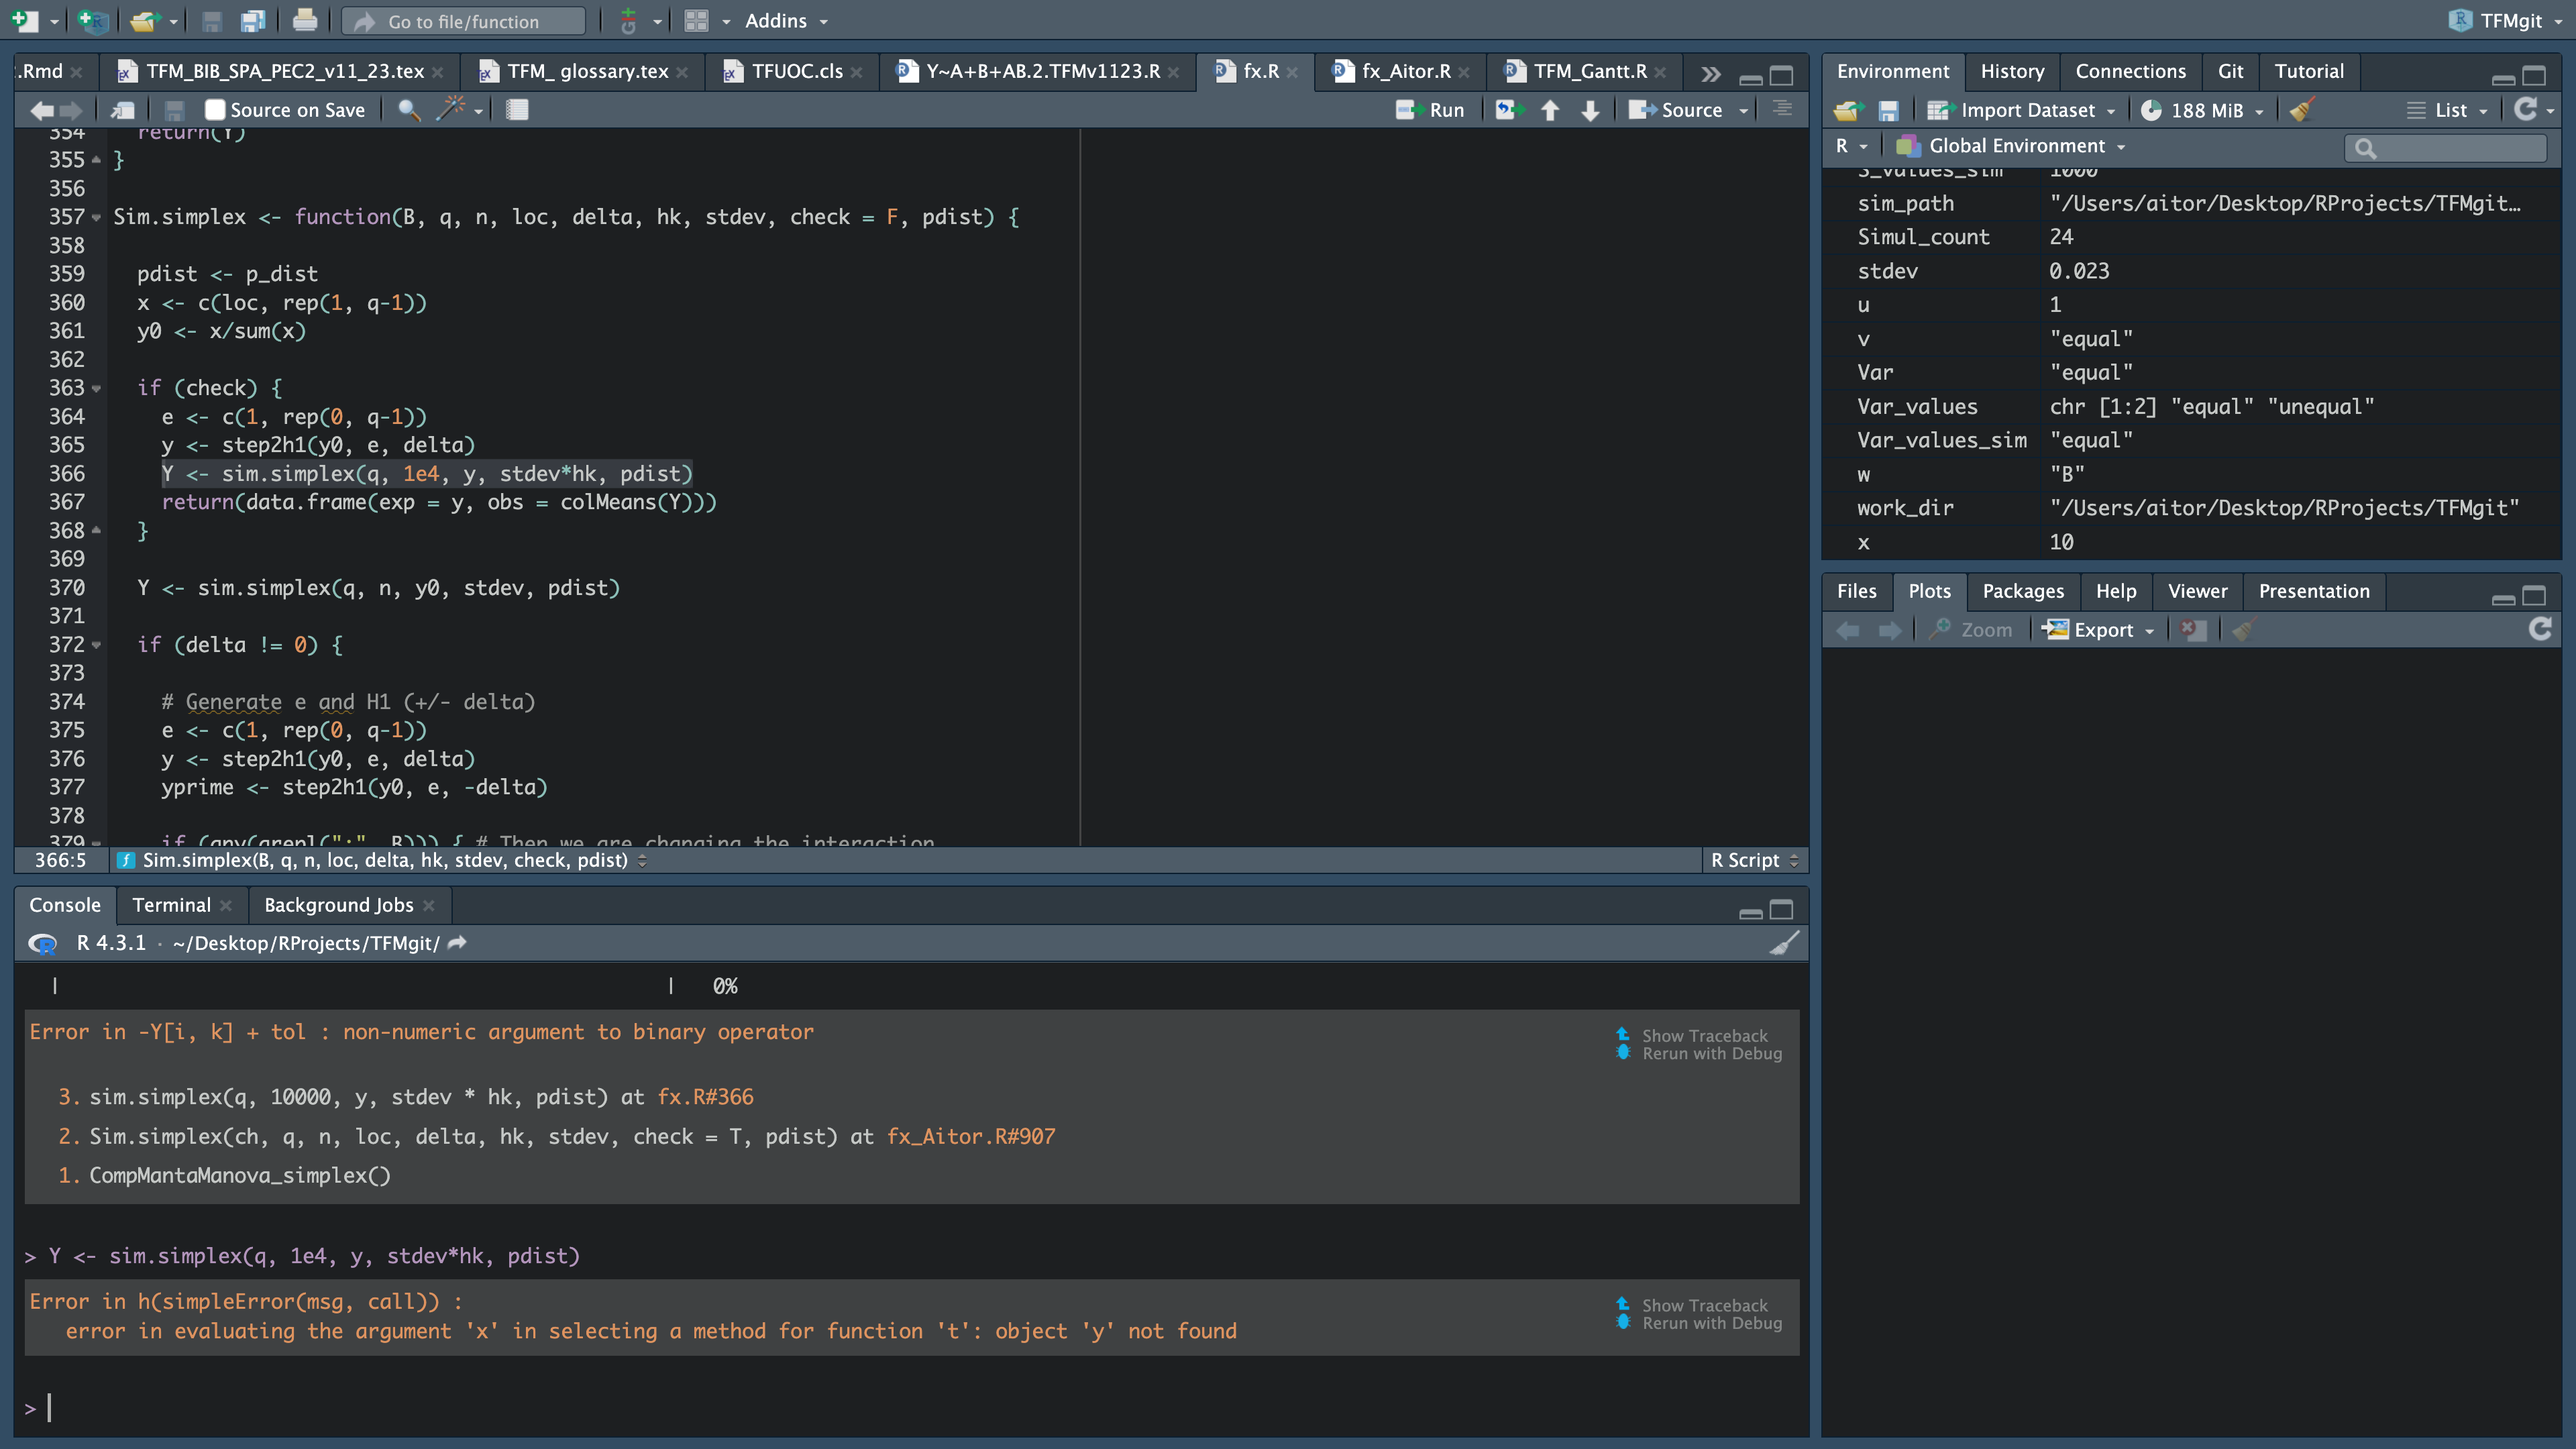 Go to file/function
Addins
TFMgit
.Rmd
TFM_BIB_SPA_PEC2_v11_23.tex
TFM_ glossary.tex
TFUOC.cls
Y~A+B+AB.2.TFMv1123.R
fx.R
fx_Aitor.R
TFM_Gantt.R
Source on Save
Run
Source
354 return(Y)
355 }
356
357 Sim.simplex <- function(B, q, n, loc, delta, hk, stdev, check = F, pdist) {
358
359 pdist <- p_dist
360 x <- c(loc, rep(1, q-1))
361 y0 <- x/sum(x)
362
363 if (check) {
364 e <- c(1, rep(0, q-1))
365 y <- step2h1(y0, e, delta)
366 Y <- sim.simplex(q, 1e4, y, stdev*hk, pdist)
367 return(data.frame(exp = y, obs = colMeans(Y)))
368 }
369
370 Y <- sim.simplex(q, n, y0, stdev, pdist)
371
372 if (delta != 0) {
373
374 # Generate e and H1 (+/- delta)
375 e <- c(1, rep(0, q-1))
376 y <- step2h1(y0, e, delta)
377 yprime <- step2h1(y0, e, -delta)
378
379 if (any(grepl(":", B))) { # Then we are changing the interaction
366:5 Sim.simplex(B, q, n, loc, delta, hk, stdev, check, pdist) R Script
Console Terminal Background Jobs
R 4.3.1 · ~/Desktop/RProjects/TFMgit/
| | 0%
Error in -Y[i, k] + tol : non-numeric argument to binary operator
Show Traceback
Rerun with Debug
3. sim.simplex(q, 10000, y, stdev * hk, pdist) at fx.R#366
2. Sim.simplex(ch, q, n, loc, delta, hk, stdev, check = T, pdist) at fx_Aitor.R#907
1. CompMantaManova_simplex()
> Y <- sim.simplex(q, 1e4, y, stdev*hk, pdist)
Error in h(simpleError(msg, call)) :
error in evaluating the argument 'x' in selecting a method for function 't': object 'y' not found
Show Traceback
Rerun with Debug
>
Environment History Connections Git Tutorial
Import Dataset 188 MiB List
R Global Environment
S_values_sim 1000
sim_path "/Users/aitor/Desktop/RProjects/TFMgit…
Simul_count 24
stdev 0.023
u 1
v "equal"
Var "equal"
Var_values chr [1:2] "equal" "unequal"
Var_values_sim "equal"
w "B"
work_dir "/Users/aitor/Desktop/RProjects/TFMgit"
x 10
Files Plots Packages Help Viewer Presentation
Zoom Export